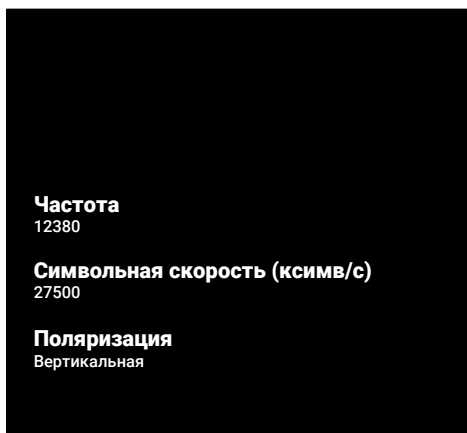 Частота
12380
Символьная скорость (ксимв/с)
27500
Поляризация
Вертикальная